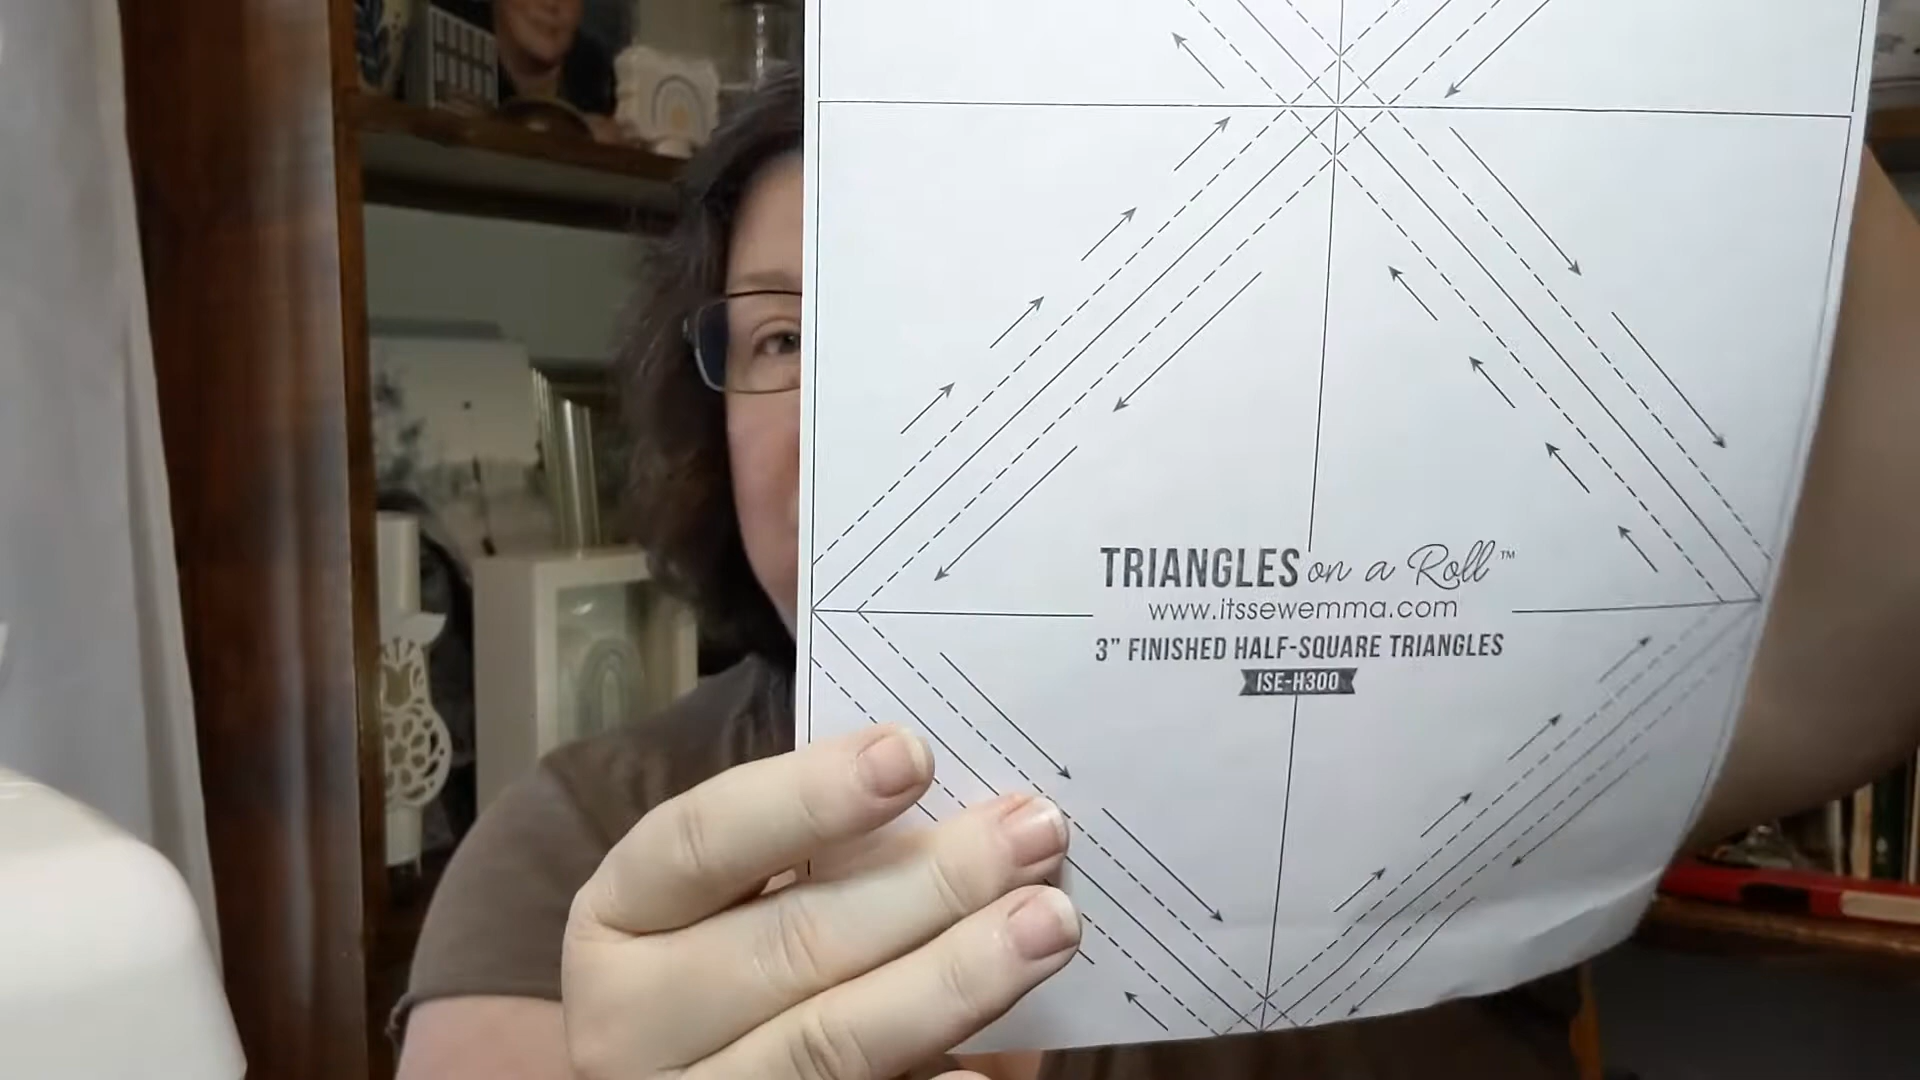 TRIANGLES on a Roll™
www.itssewemma.com
3" FINISHED HALF-SQUARE TRIANGLES
ISE-H300